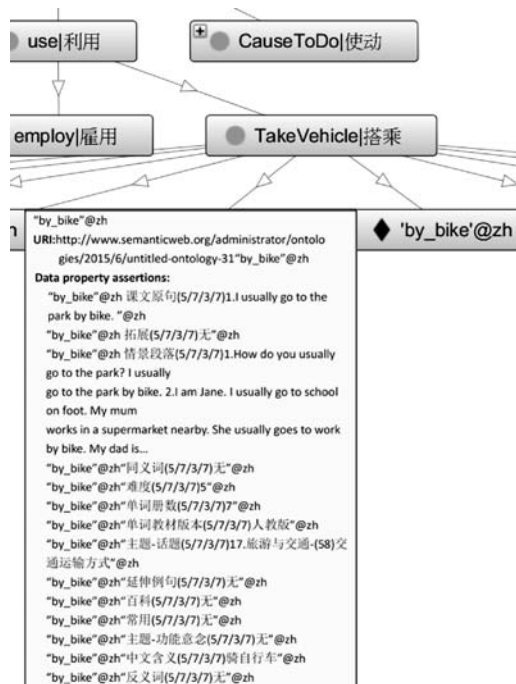 use|利用
CauseToDo|使动
employ|雇用
TakeVehicle|搭乘
'by_bike'@zh
"by_bike"@zh
URI:http://www.semanticweb.org/administrator/ontolo
gies/2015/6/untitled-ontology-31"by_bike"@zh
Data property assertions:
"by_bike"@zh 课文原句(5/7/3/7)1.I usually go to the
park by bike. "@zh
"by_bike"@zh 拓展(5/7/3/7)无"@zh
"by_bike"@zh 情景段落(5/7/3/7)1.How do you usually
go to the park? I usually
go to the park by bike. 2.I am Jane. I usually go to school
on foot. My mum
works in a supermarket nearby. She usually goes to work
by bike. My dad is...
"by_bike"@zh"同义词(5/7/3/7)无"@zh
"by_bike"@zh"难度(5/7/3/7)5"@zh
"by_bike"@zh"单词册数(5/7/3/7)7"@zh
"by_bike"@zh"单词教材版本(5/7/3/7)人教版"@zh
"by_bike"@zh"主题-话题(5/7/3/7)17.旅游与交通-(58)交
通运输方式"@zh
"by_bike"@zh"延伸例句(5/7/3/7)无"@zh
"by_bike"@zh"百科(5/7/3/7)无"@zh
"by_bike"@zh"常用(5/7/3/7)无"@zh
"by_bike"@zh"主题-功能意念(5/7/3/7)无"@zh
"by_bike"@zh"中文含义(5/7/3/7)骑自行车"@zh
"by_bike"@zh"反义词(5/7/3/7)无"@zh